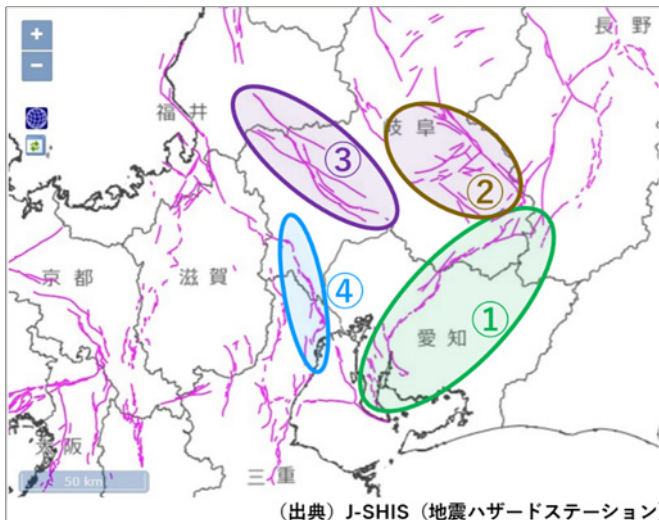 +
−
長野
福井
岐阜
③
②
④
京都
滋賀
①
愛知
大阪
三重
50 km
（出典）J-SHIS（地震ハザードステーション）